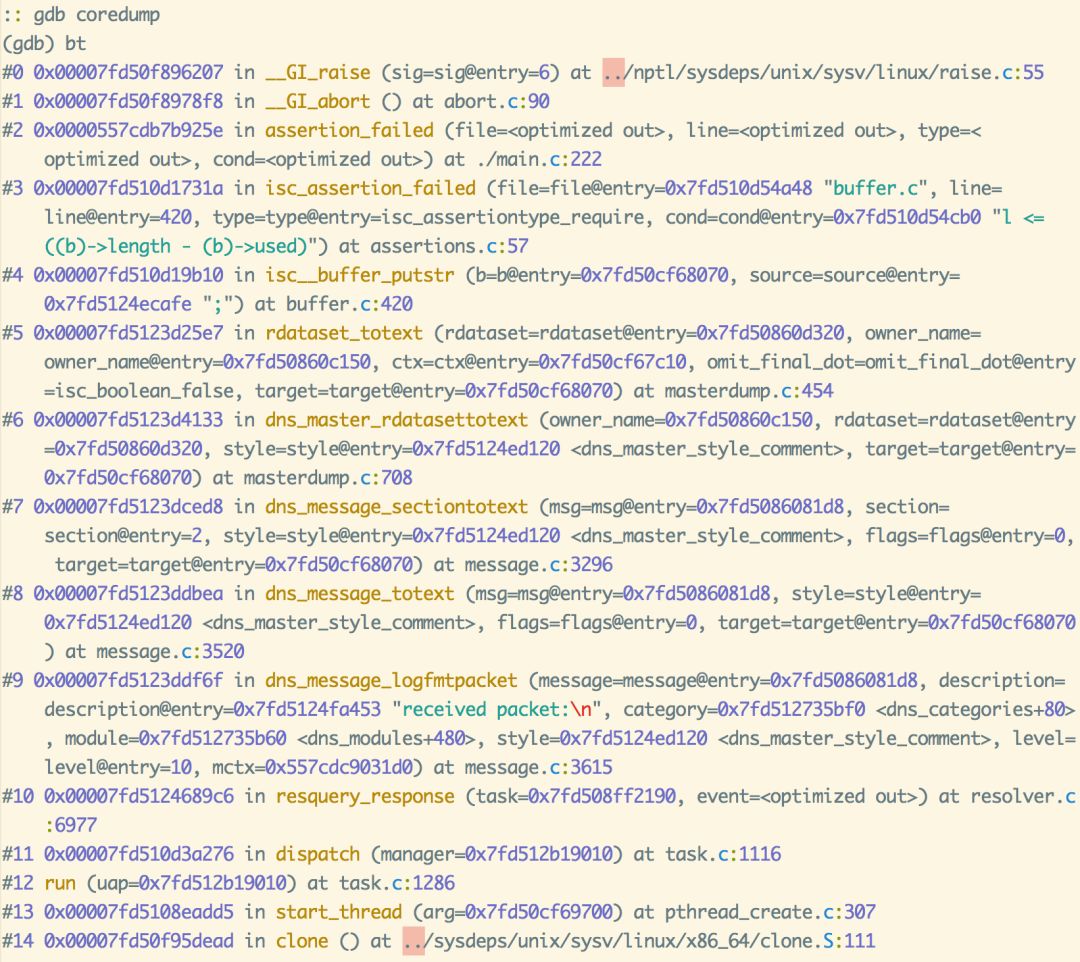 :: gdb coredump
(gdb) bt
#0 0x00007fd50f896207 in __GI_raise (sig=sig@entry=6) at ../nptl/sysdeps/unix/sysv/linux/raise.c:55
#1 0x00007fd50f8978f8 in __GI_abort () at abort.c:90
#2 0x0000557cdb7b925e in assertion_failed (file=<optimized out>, line=<optimized out>, type=<
optimized out>, cond=<optimized out>) at ./main.c:222
#3 0x00007fd510d1731a in isc_assertion_failed (file=file@entry=0x7fd510d54a48 "buffer.c", line=
line@entry=420, type=type@entry=isc_assertiontype_require, cond=cond@entry=0x7fd510d54cb0 "l <=
((b)->length - (b)->used)") at assertions.c:57
#4 0x00007fd510d19b10 in isc__buffer_putstr (b=b@entry=0x7fd50cf68070, source=source@entry=
0x7fd5124ecafe ";") at buffer.c:420
#5 0x00007fd5123d25e7 in rdataset_totext (rdataset=rdataset@entry=0x7fd50860d320, owner_name=
owner_name@entry=0x7fd50860c150, ctx=ctx@entry=0x7fd50cf67c10, omit_final_dot=omit_final_dot@entry
=isc_boolean_false, target=target@entry=0x7fd50cf68070) at masterdump.c:454
#6 0x00007fd5123d4133 in dns_master_rdatasettotext (owner_name=0x7fd50860c150, rdataset=rdataset@entry
=0x7fd50860d320, style=style@entry=0x7fd5124ed120 <dns_master_style_comment>, target=target@entry=
0x7fd50cf68070) at masterdump.c:708
#7 0x00007fd5123dced8 in dns_message_sectiontotext (msg=msg@entry=0x7fd5086081d8, section=
section@entry=2, style=style@entry=0x7fd5124ed120 <dns_master_style_comment>, flags=flags@entry=0,
target=target@entry=0x7fd50cf68070) at message.c:3296
#8 0x00007fd5123ddbea in dns_message_totext (msg=msg@entry=0x7fd5086081d8, style=style@entry=
0x7fd5124ed120 <dns_master_style_comment>, flags=flags@entry=0, target=target@entry=0x7fd50cf68070
) at message.c:3520
#9 0x00007fd5123ddf6f in dns_message_logfmtpacket (message=message@entry=0x7fd5086081d8, description=
description@entry=0x7fd5124fa453 "received packet:\n", category=0x7fd512735bf0 <dns_categories+80>
, module=0x7fd512735b60 <dns_modules+480>, style=0x7fd5124ed120 <dns_master_style_comment>, level=
level@entry=10, mctx=0x557cdc9031d0) at message.c:3615
#10 0x00007fd5124689c6 in resquery_response (task=0x7fd508ff2190, event=<optimized out>) at resolver.c
:6977
#11 0x00007fd510d3a276 in dispatch (manager=0x7fd512b19010) at task.c:1116
#12 run (uap=0x7fd512b19010) at task.c:1286
#13 0x00007fd5108eadd5 in start_thread (arg=0x7fd50cf69700) at pthread_create.c:307
#14 0x00007fd50f95dead in clone () at ../sysdeps/unix/sysv/linux/x86_64/clone.S:111